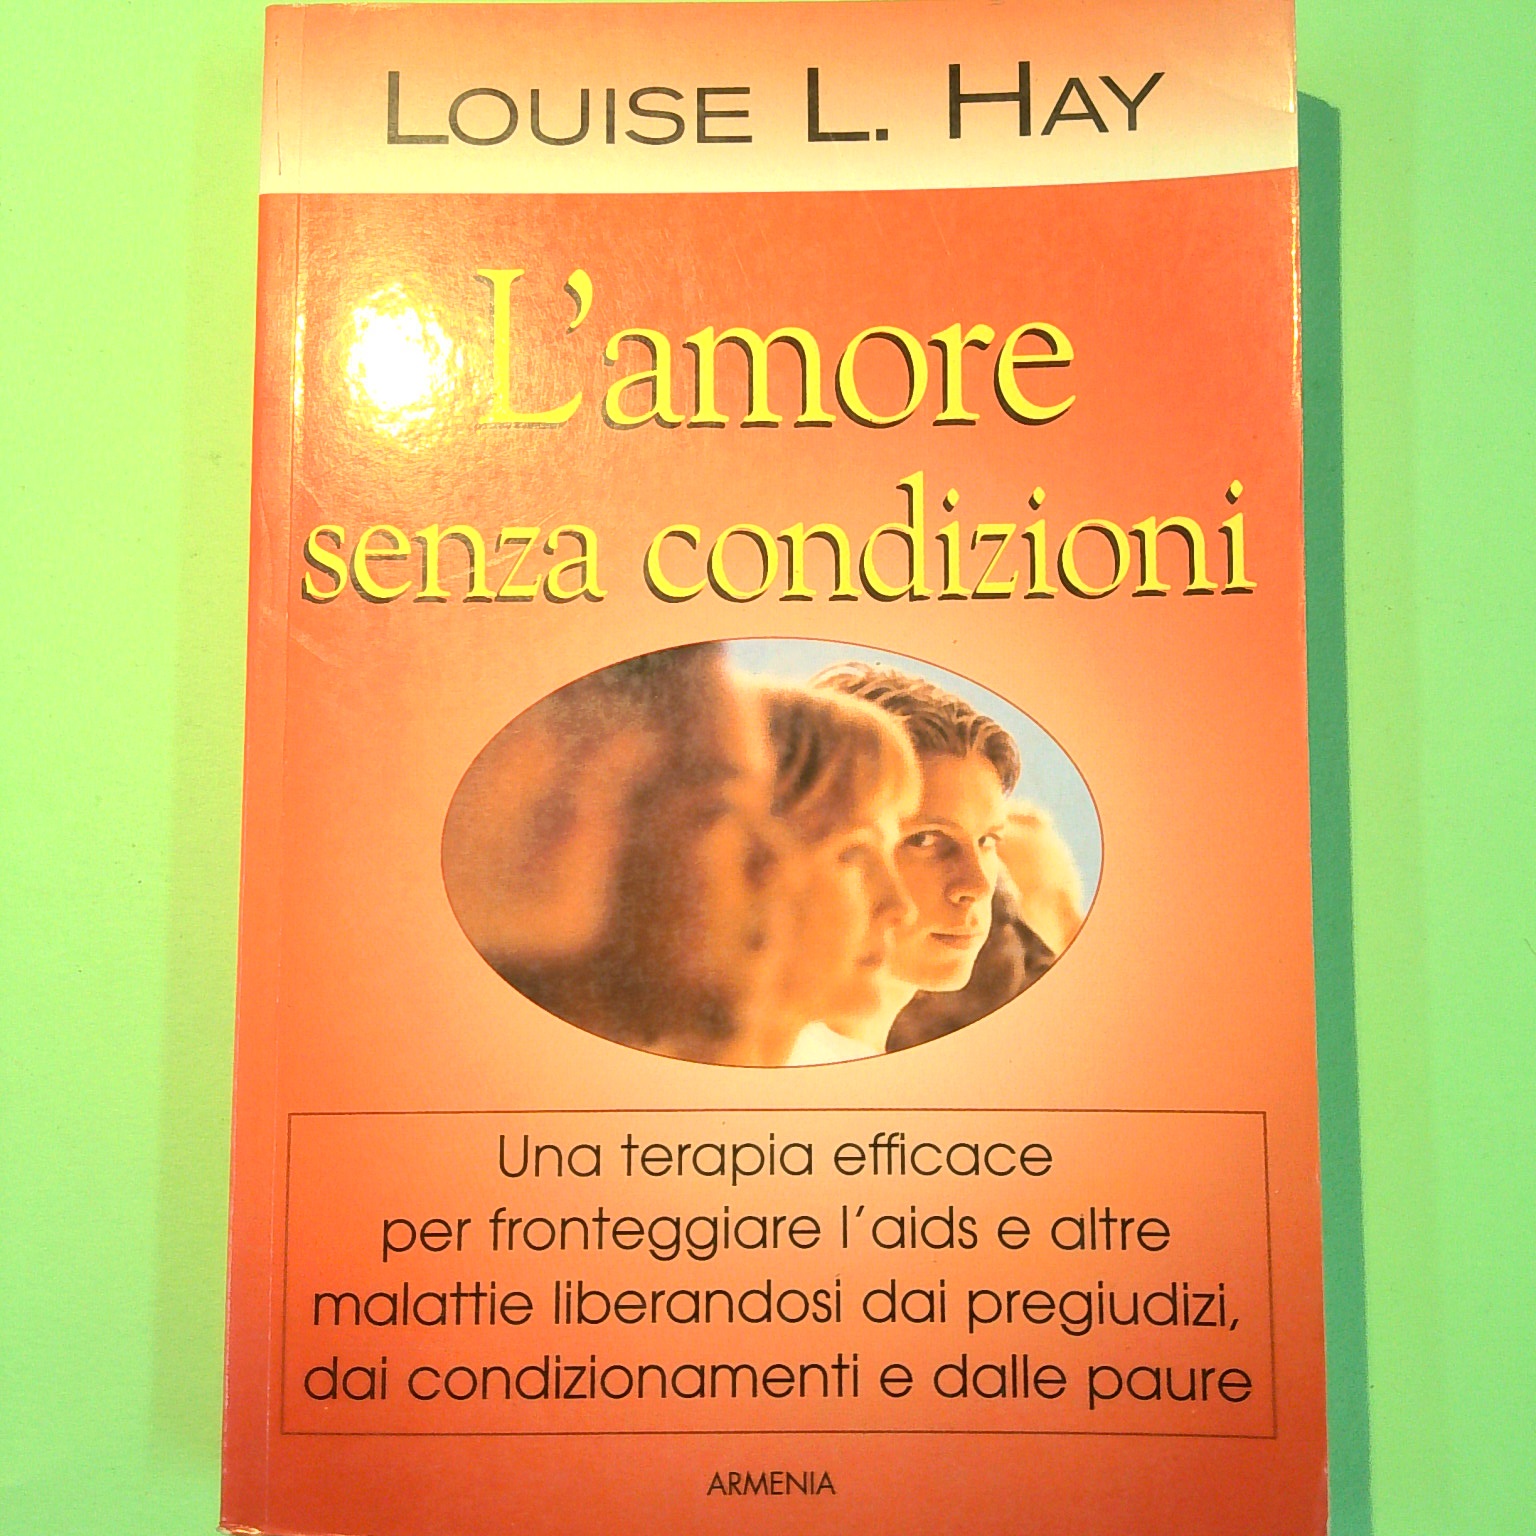 LOUISE L. HAY
L'amore
senza condizioni
Una terapia efficace
per fronteggiare l'aids e altre
malattie liberandosi dai pregiudizi,
dai condizionamenti e dalle paure
ARMENIA